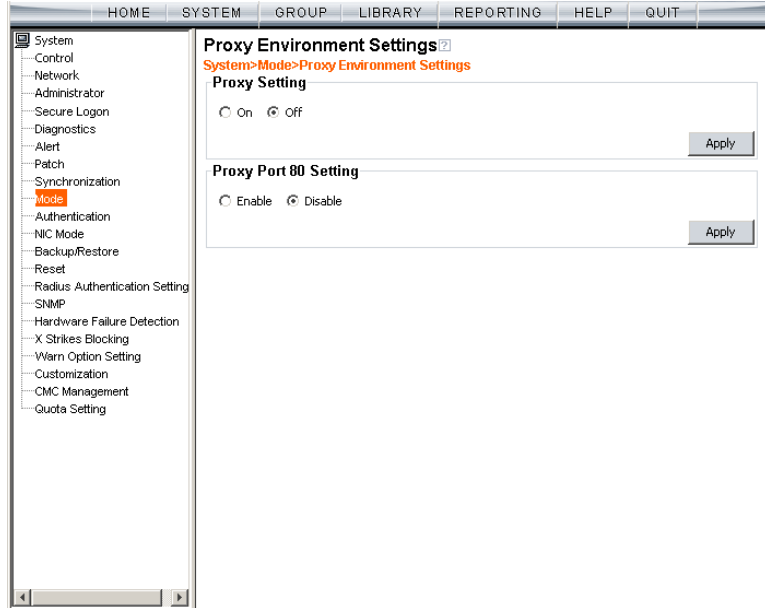 HOME SYSTEM GROUP LIBRARY REPORTING HELP QUIT
System
Control
Network
Administrator
Secure Logon
Diagnostics
Alert
Patch
Synchronization
Mode
Authentication
NIC Mode
Backup/Restore
Reset
Radius Authentication Setting
SNMP
Hardware Failure Detection
X Strikes Blocking
Warn Option Setting
Customization
CMC Management
Quota Setting
Proxy Environment Settings ?
System>Mode>Proxy Environment Settings
Proxy Setting
On Off
Apply
Proxy Port 80 Setting
Enable Disable
Apply